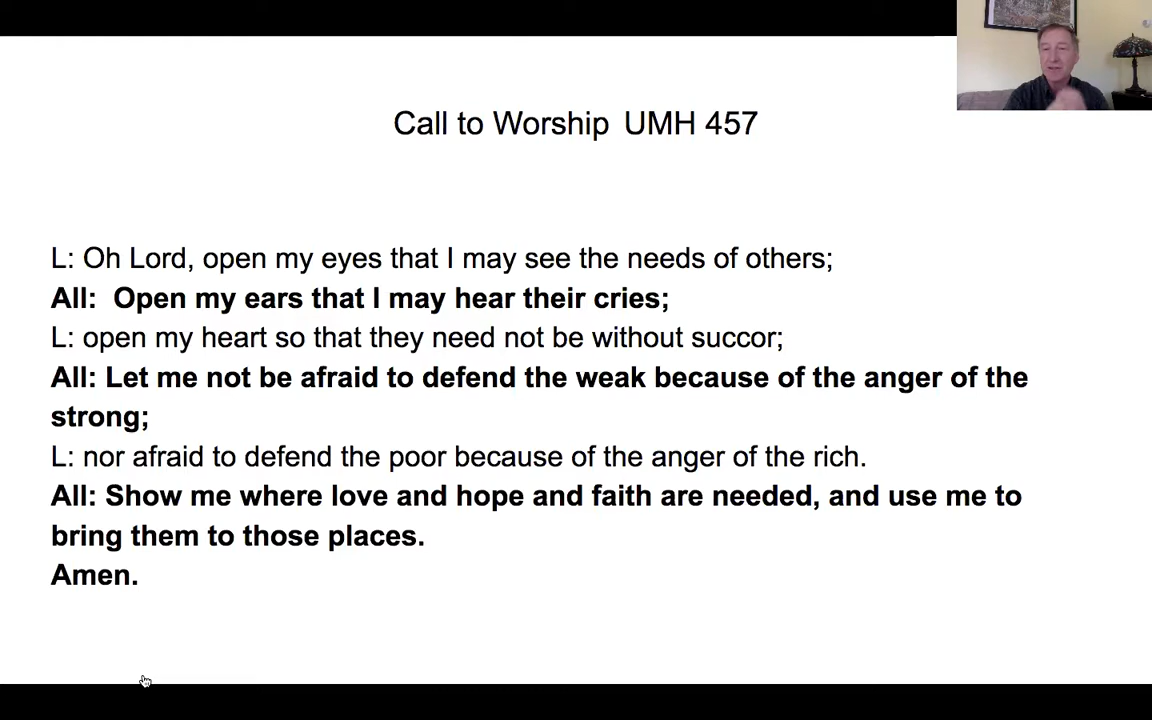 Call to Worship UMH 457
L: Oh Lord, open my eyes that I may see the needs of others;
All: Open my ears that I may hear their cries;
L: open my heart so that they need not be without succor;
All: Let me not be afraid to defend the weak because of the anger of the
strong;
L: nor afraid to defend the poor because of the anger of the rich.
All: Show me where love and hope and faith are needed, and use me to
bring them to those places.
Amen.